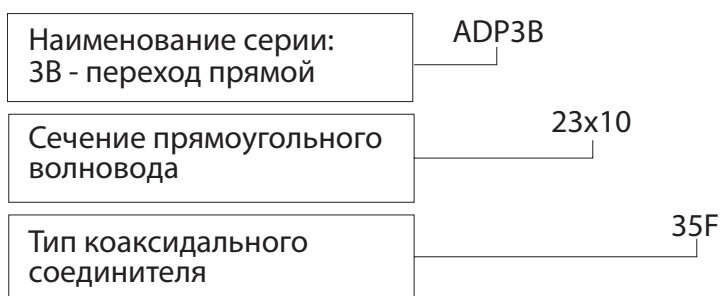 Наименование серии:
3В - переход прямой
ADP3B
Сечение прямоугольного
волновода
23x10
Тип коаксидального
соединителя
35F